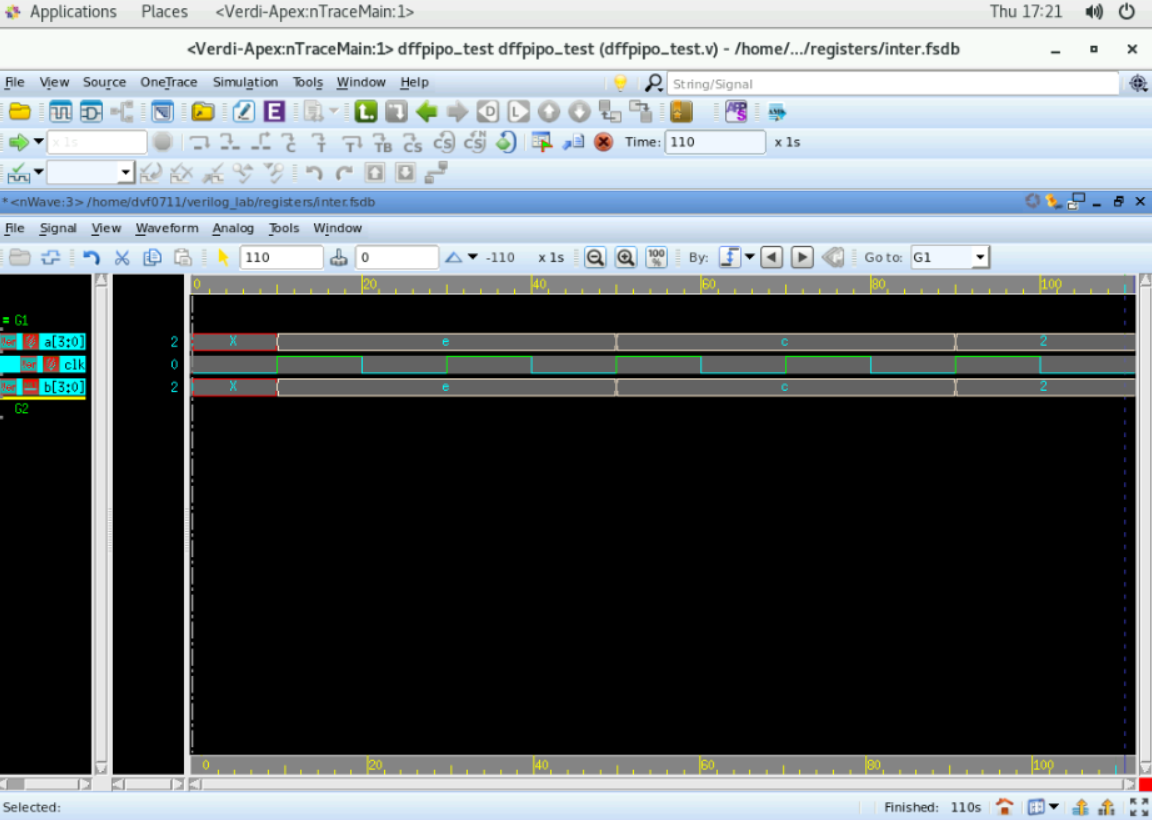 Applications Places <Verdi-Apex:nTraceMain:1> Thu 17:21
<Verdi-Apex:nTraceMain:1> dffpipo_test dffpipo_test (dffpipo_test.v) - /home/.../registers/inter.fsdb
File View Source OneTrace Simulation Tools Window Help String/Signal
x 1s Time: 110 x 1s
*<nWave:3> /home/dvf0711/verilog_lab/registers/inter.fsdb
File Signal View Waveform Analog Tools Window
110 0 -110 x 1s 100 % By: Go to: G1
0 20 40 60 80 100
= G1
a[3:0] 2 X e c 2
clk 0
b[3:0] 2 X e c 2
G2
0 20 40 60 80 100
Selected: Finished: 110s